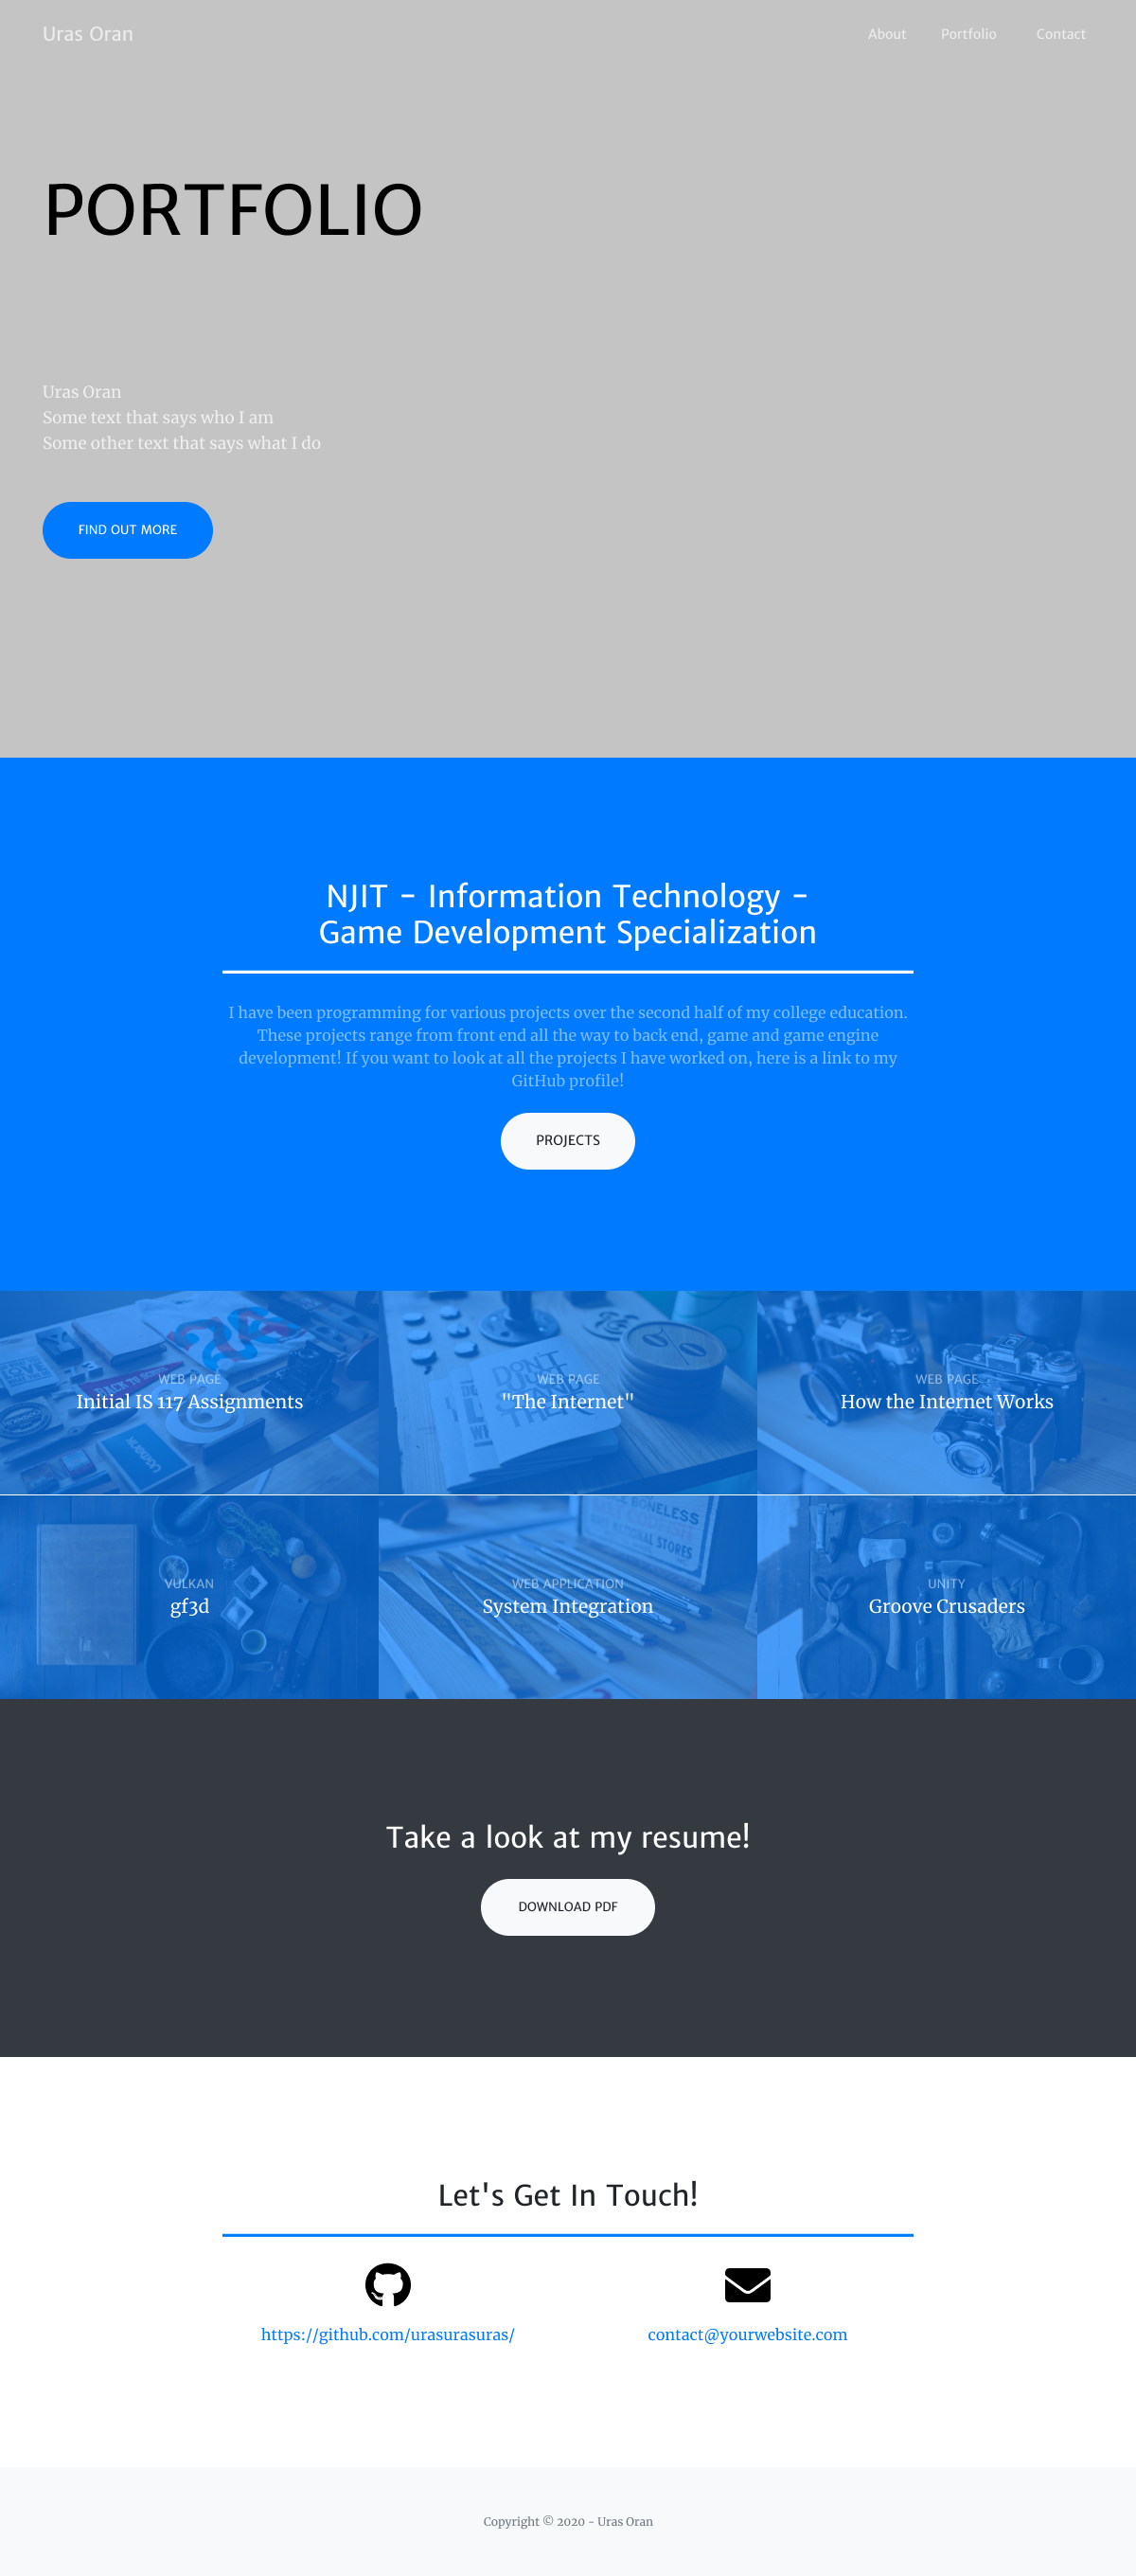 Uras Oran
About Portfolio Contact
PORTFOLIO
Uras Oran
Some text that says who I am
Some other text that says what I do
FIND OUT MORE
NJIT - Information Technology -
Game Development Specialization
I have been programming for various projects over the second half of my college education.
These projects range from front end all the way to back end, game and game engine
development! If you want to look at all the projects I have worked on, here is a link to my
GitHub profile!
PROJECTS
WEB PAGE
Initial IS 117 Assignments
WEB PAGE
"The Internet"
WEB PAGE
How the Internet Works
VULKAN
gf3d
WEB APPLICATION
System Integration
UNITY
Groove Crusaders
Take a look at my resume!
DOWNLOAD PDF
Let's Get In Touch!
https://github.com/urasurasuras/
contact@yourwebsite.com
Copyright © 2020 - Uras Oran